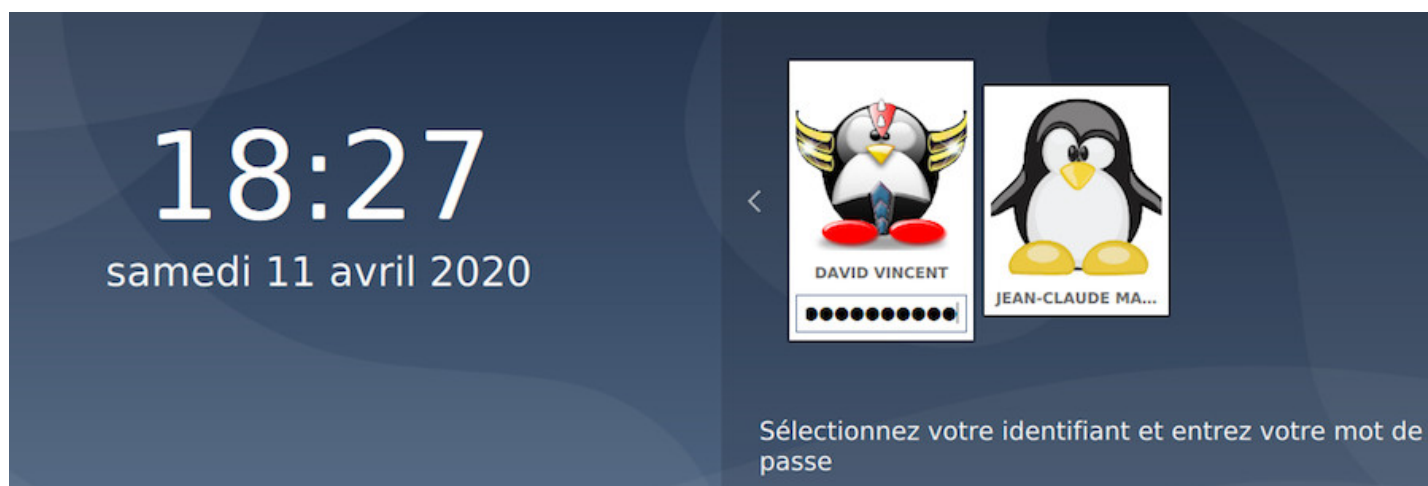 18:27
samedi 11 avril 2020
DAVID VINCENT
JEAN-CLAUDE MA...
Sélectionnez votre identifiant et entrez votre mot de
passe